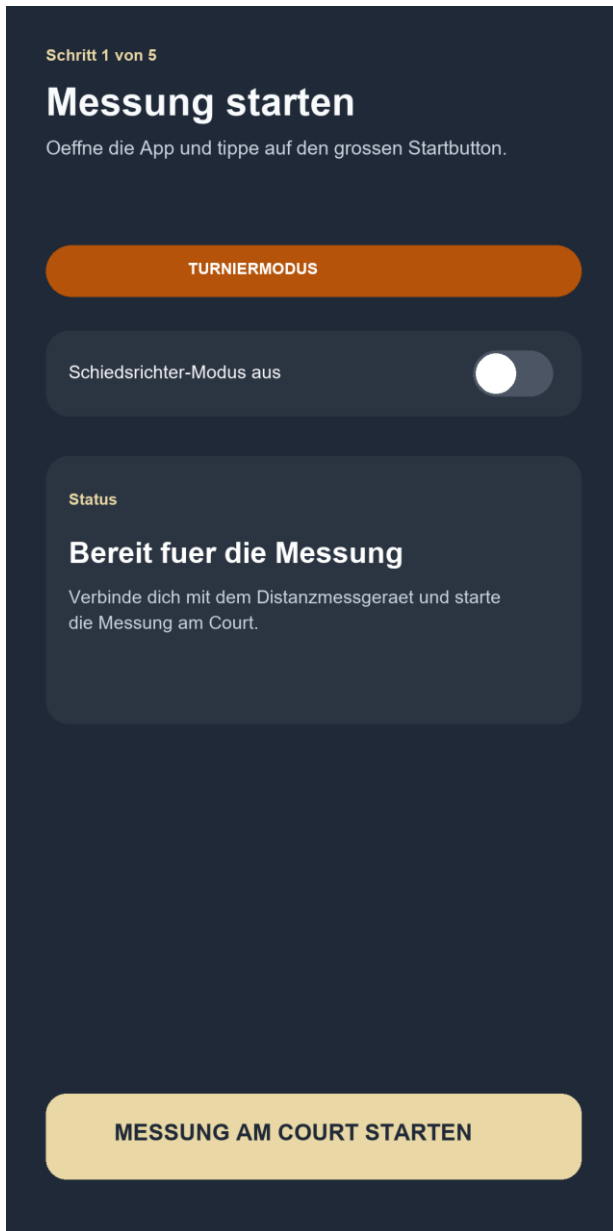 Schritt 1 von 5
Messung starten
Oeffne die App und tippe auf den grossen Startbutton.
TURNIERMODUS
Schiedsrichter-Modus aus
Status
Bereit fuer die Messung
Verbinde dich mit dem Distanzmessgeraet und starte
die Messung am Court.
MESSUNG AM COURT STARTEN